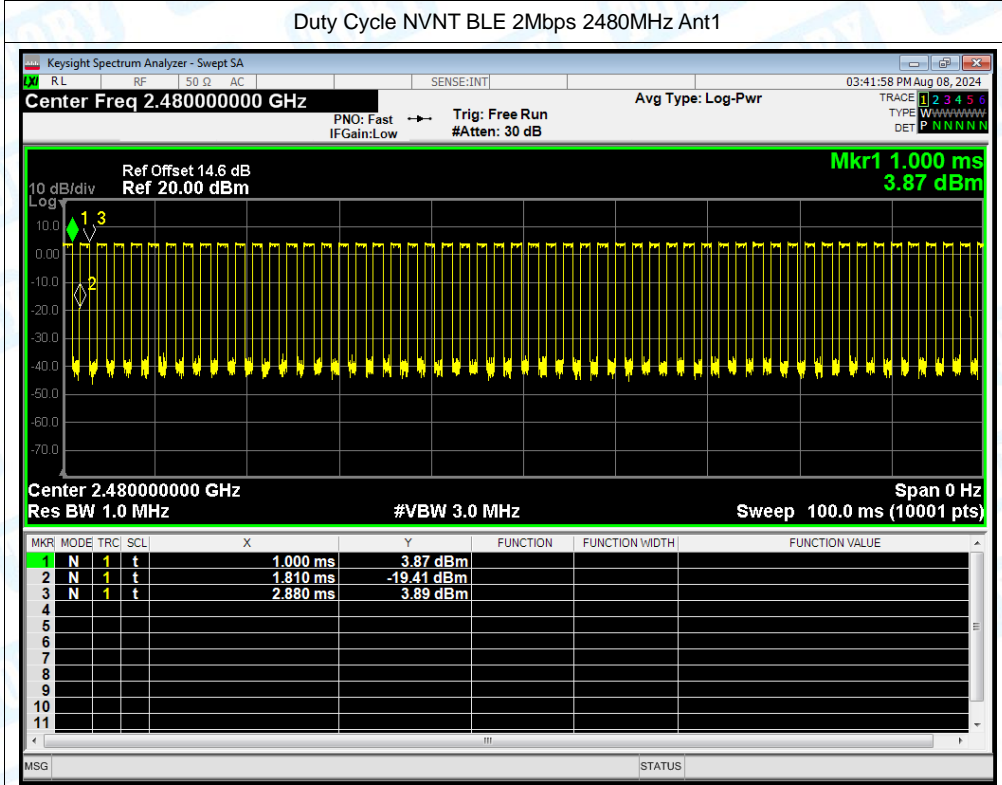 Duty Cycle NVNT BLE 2Mbps 2480MHz Ant1
Keysight Spectrum Analyzer - Swept SA
LXI RL RF 50 Ω AC SENSE:INT 03:41:58 PM Aug 08, 2024
Center Freq 2.480000000 GHz Avg Type: Log-Pwr TRACE 1 2 3 4 5 6
PNO: Fast Trig: Free Run TYPE WWWWWW
IFGain:Low #Atten: 30 dB DET P N N N N N
Mkr1 1.000 ms
Ref Offset 14.6 dB
10 dB/div Ref 20.00 dBm 3.87 dBm
Log
1 3
10.0
0.00
-10.0
2
-20.0
-30.0
-40.0
-50.0
-60.0
-70.0
Center 2.480000000 GHz Span 0 Hz
Res BW 1.0 MHz #VBW 3.0 MHz Sweep 100.0 ms (10001 pts)
MKR MODE TRC SCL X Y FUNCTION FUNCTION WIDTH FUNCTION VALUE
1 N 1 t 1.000 ms 3.87 dBm
2 N 1 t 1.810 ms -19.41 dBm
3 N 1 t 2.880 ms 3.89 dBm
4
5
6
7
8
9
10
11
MSG STATUS